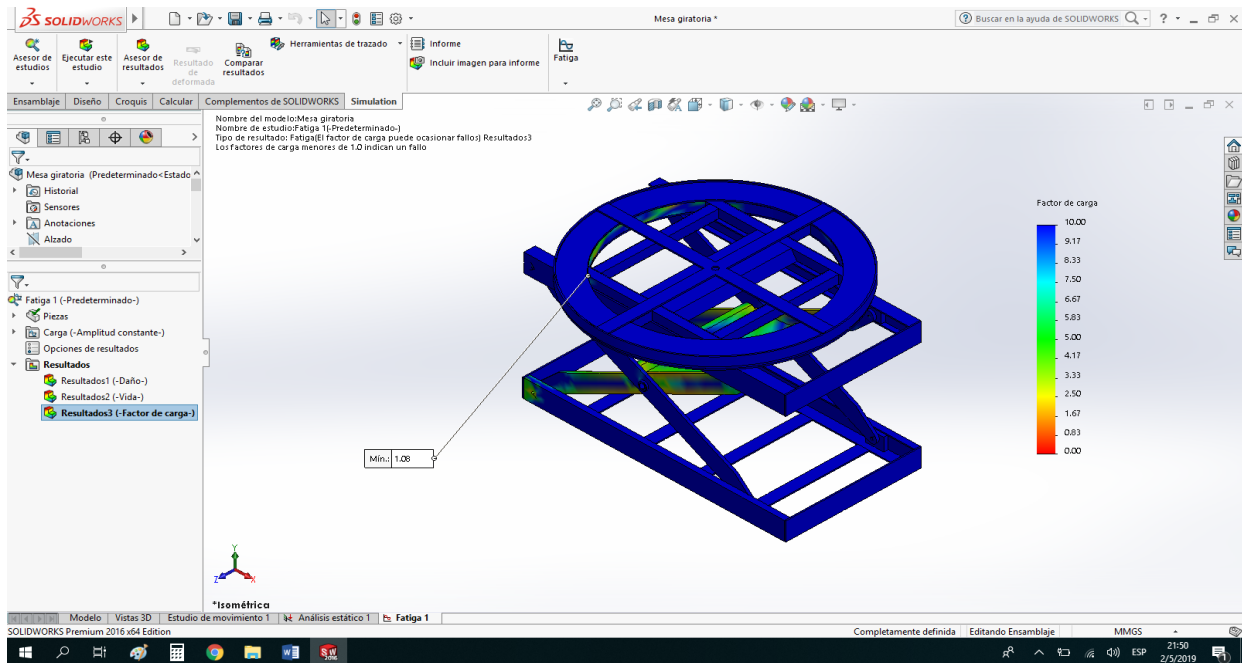 SOLIDWORKS
Mesa giratoria *
Buscar en la ayuda de SOLIDWORKS
?
Asesor de estudios
Ejecutar este estudio
Asesor de resultados
Resultado de deformada
Comparar resultados
Herramientas de trazado
Informe
Incluir imagen para informe
Fatiga
Ensamblaje Diseño Croquis Calcular Complementos de SOLIDWORKS Simulation
Nombre del modelo:Mesa giratoria
Nombre de estudio:Fatiga 1(-Predeterminado-)
Tipo de resultado: Fatiga(El factor de carga puede ocasionar fallos) Resultados3
Los factores de carga menores de 1.0 indican un fallo
Mesa giratoria (Predeterminado<Estado
Historial
Sensores
Anotaciones
Alzado
Fatiga 1 (-Predeterminado-)
Piezas
Carga (-Amplitud constante-)
Opciones de resultados
Resultados
Resultados1 (-Daño-)
Resultados2 (-Vida-)
Resultados3 (-Factor de carga-)
Factor de carga
10.00
9.17
8.33
7.50
6.67
5.83
5.00
4.17
3.33
2.50
1.67
0.83
0.00
Mín.: 1.08
Y
Z X
*Isométrica
Modelo Vistas 3D Estudio de movimiento 1 Análisis estático 1 Fatiga 1
SOLIDWORKS Premium 2016 x64 Edition
Completamente definida Editando Ensamblaje MMGS
ESP
21:50
2/5/2019